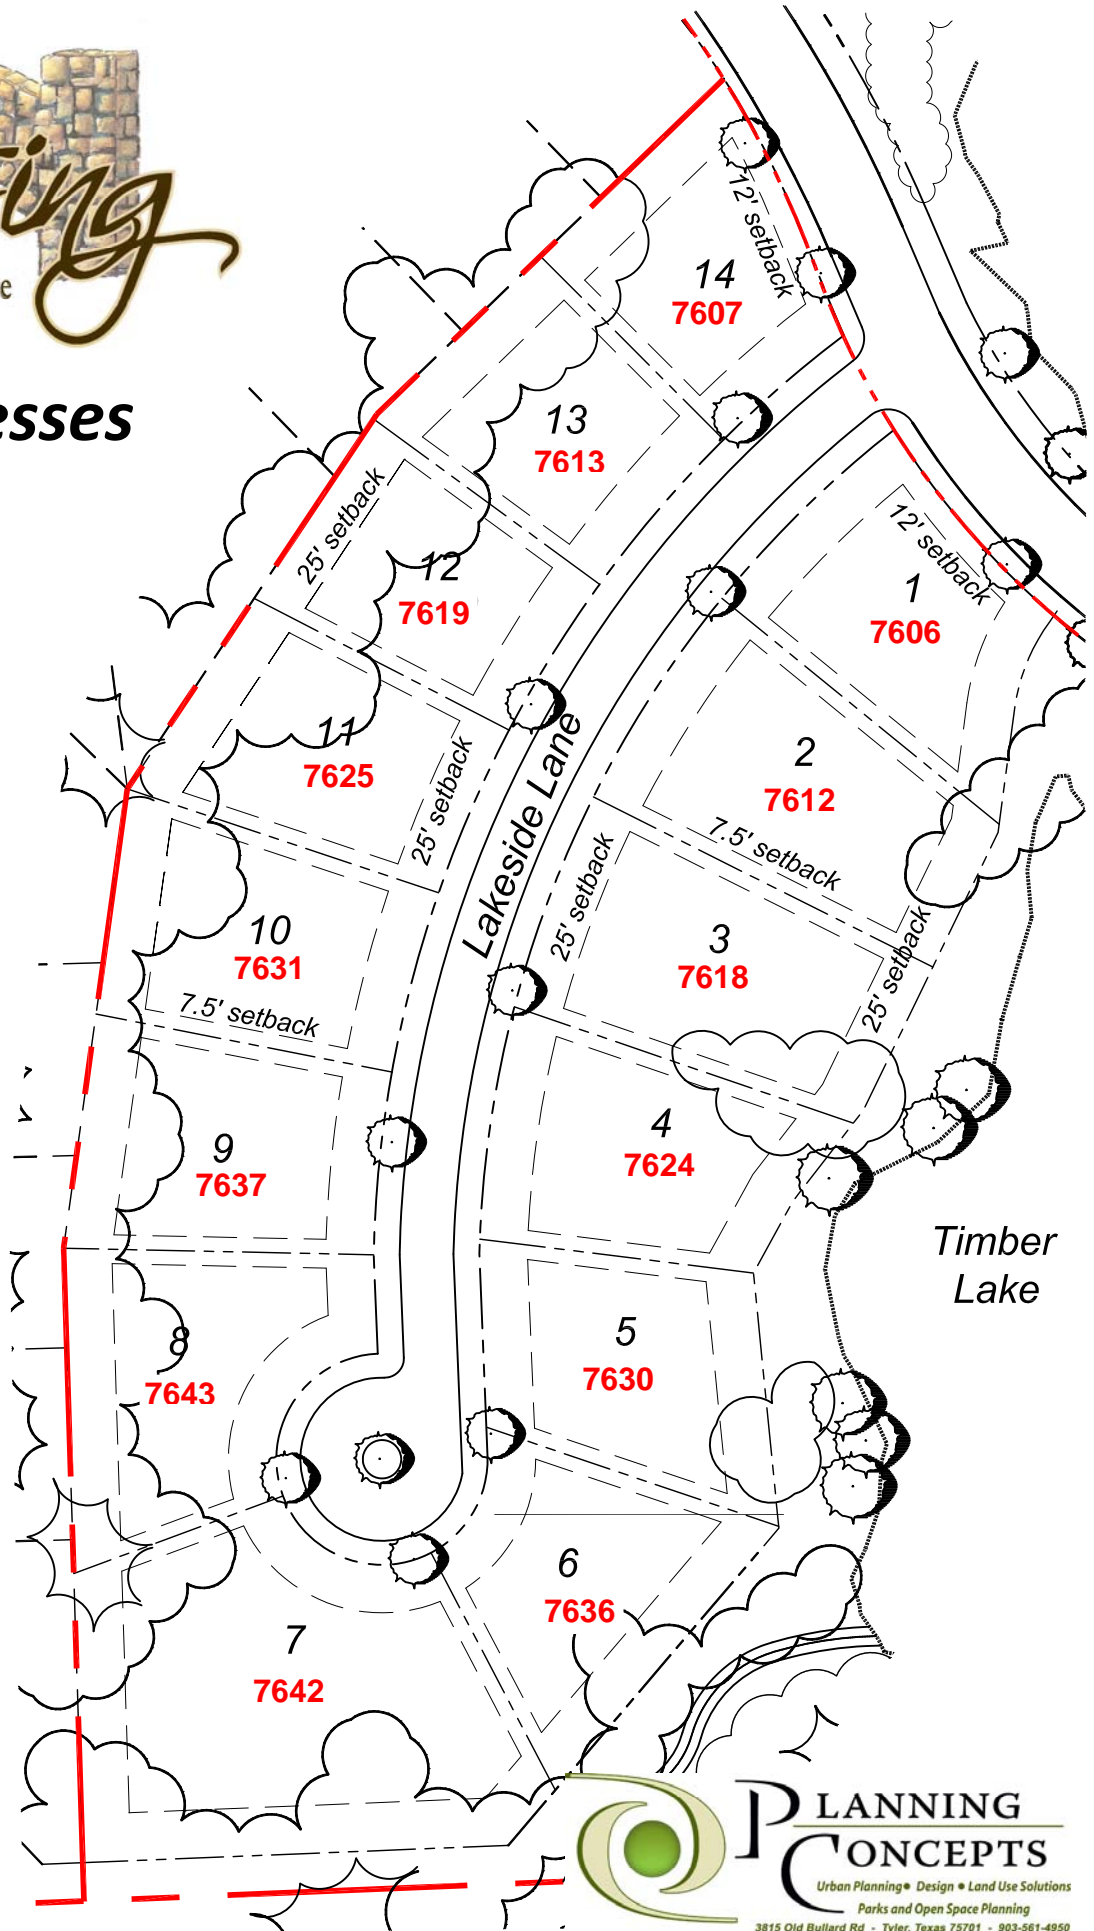 12' setback
14
7607
13
7613
25' setback
12
7619
12' setback
1
7606
11
7625
2
7612
25' setback
Lakeside Lane
7.5' setback
25' setback
10
7631
3
7618
25' setback
7.5' setback
4
7624
9
7637
Timber
Lake
5
7630
8
7643
6
7636
7
7642
PLANNING
CONCEPTS
Urban Planning • Design • Land Use Solutions
Parks and Open Space Planning
3815 Old Bullard Rd - Tyler, Texas 75701 - 903-561-4950